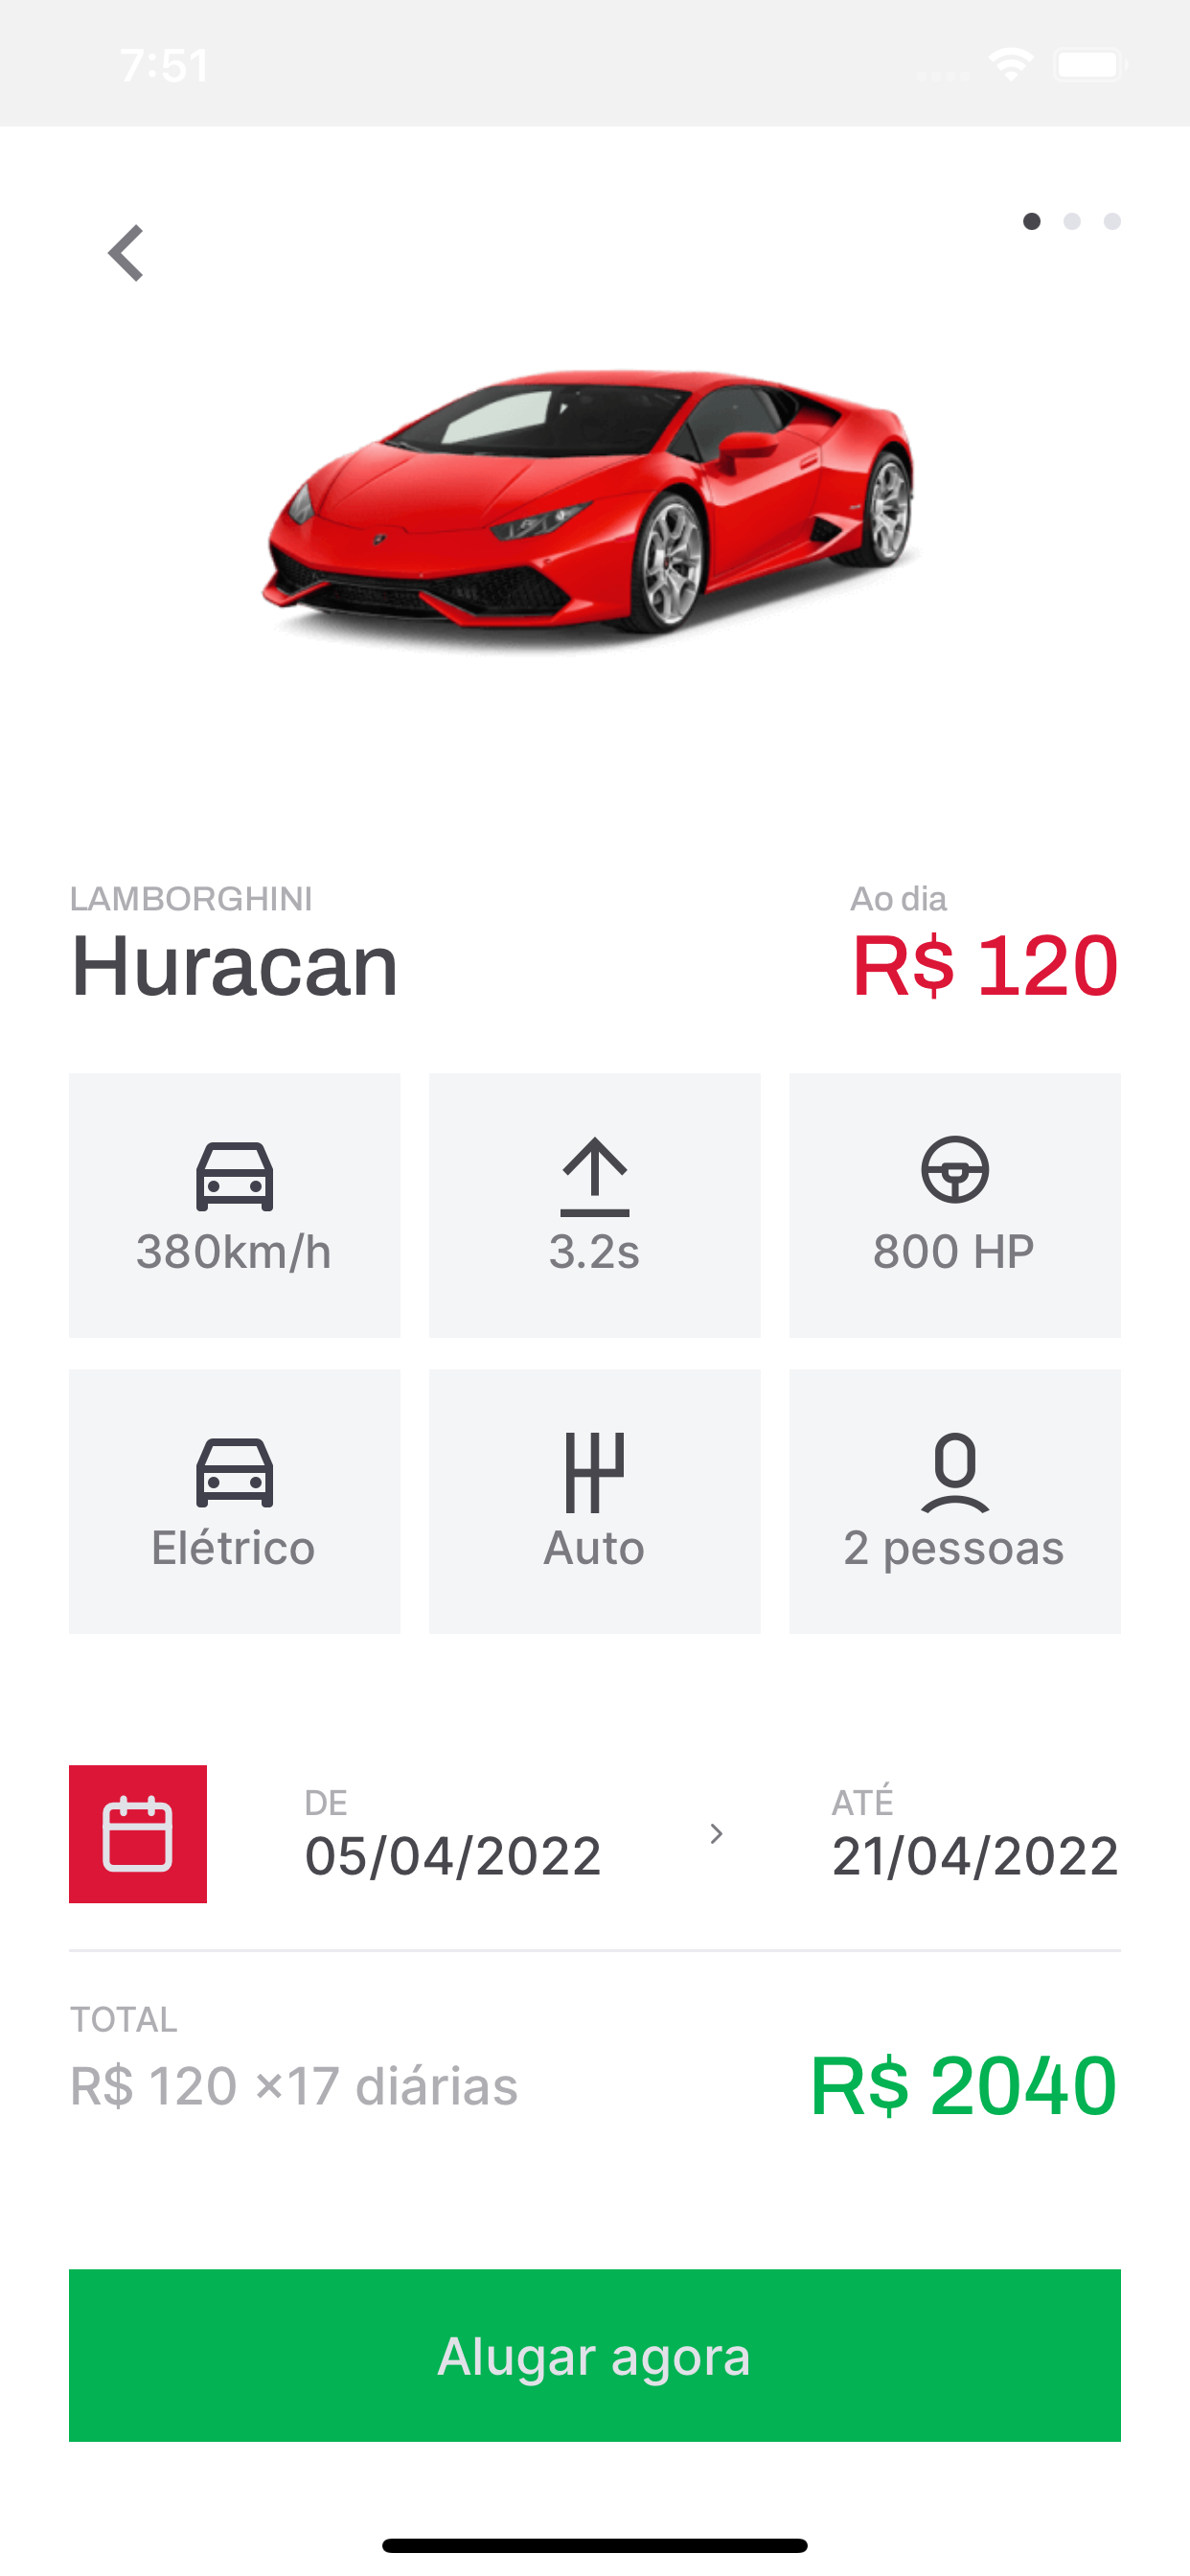 7:51
LAMBORGHINI
Huracan
Ao dia
R$ 120
380km/h
3.2s
800 HP
Elétrico
Auto
2 pessoas
DE
05/04/2022
ATÉ
21/04/2022
TOTAL
R$ 120 ×17 diárias
R$ 2040
Alugar agora